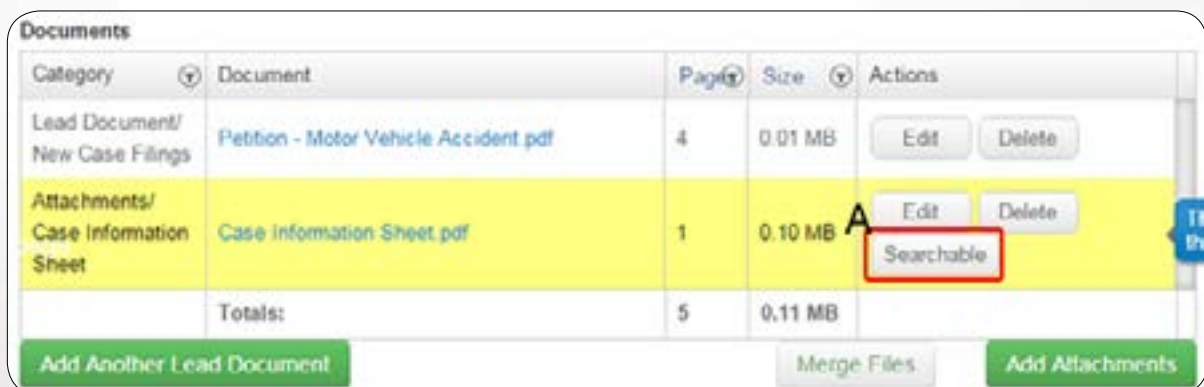 Documents
Category Document Pages Size Actions
Lead Document/
New Case Filings
Petition - Motor Vehicle Accident.pdf 4 0.01 MB Edit Delete
Attachments/
Case Information
Sheet
Case Information Sheet.pdf 1 0.10 MB A Edit Delete
Searchable
Totals: 5 0.11 MB
Add Another Lead Document Merge Files Add Attachments